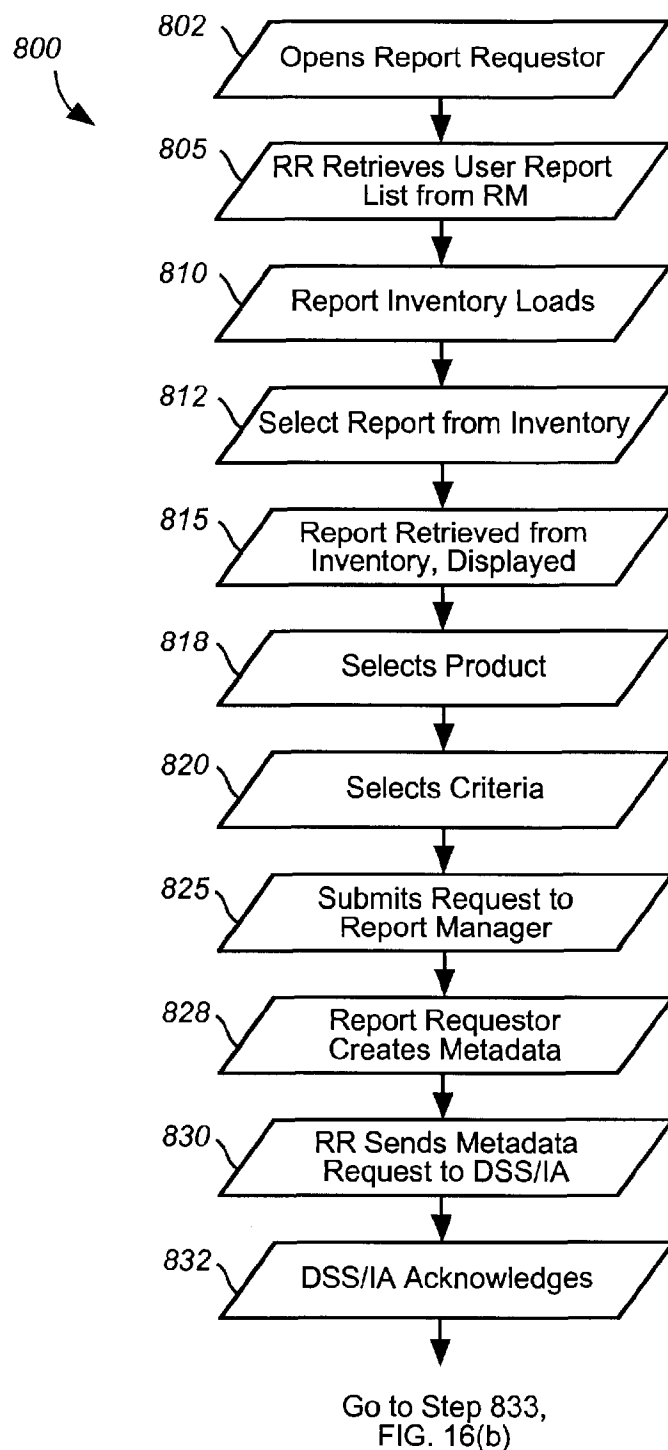 800
802
Opens Report Requestor
805
RR Retrieves User Report
List from RM
810
Report Inventory Loads
812
Select Report from Inventory
815
Report Retrieved from
Inventory, Displayed
818
Selects Product
820
Selects Criteria
825
Submits Request to
Report Manager
828
Report Requestor
Creates Metadata
830
RR Sends Metadata
Request to DSS/IA
832
DSS/IA Acknowledges
Go to Step 833,
FIG. 16(b)